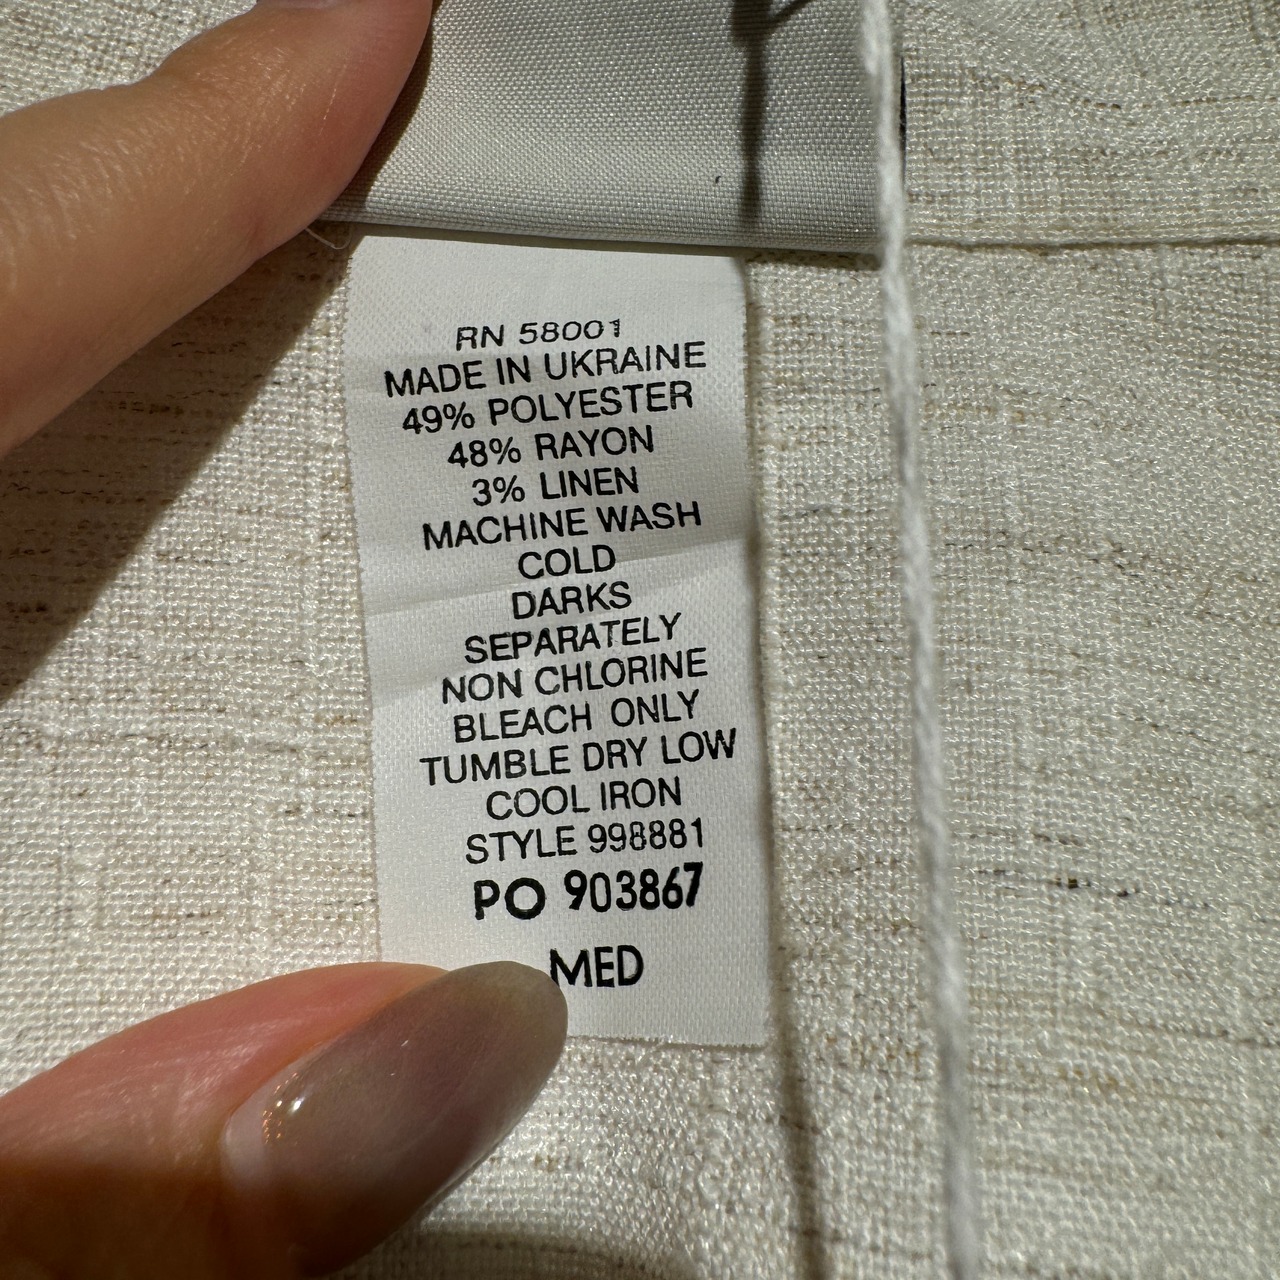 RN 58001
MADE IN UKRAINE
49% POLYESTER
48% RAYON
3% LINEN
MACHINE WASH
COLD
DARKS
SEPARATELY
NON CHLORINE
BLEACH ONLY
TUMBLE DRY LOW
COOL IRON
STYLE 998881
PO 903867
MED